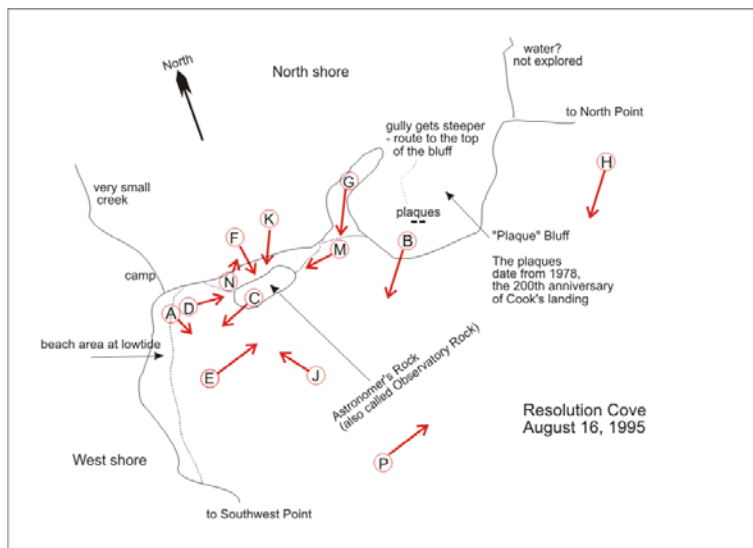 water?
not explored
North
North shore
to North Point
gully gets steeper
- route to the top
of the bluff
H
very small
creek
G
plaques
K
F
B
"Plaque" Bluff
M
The plaques
date from 1978,
the 200th anniversary
of Cook's landing
camp
N
C
D
A
beach area at lowtide
E
J
Astronomer's Rock
(also called Observatory Rock)
Resolution Cove
August 16, 1995
P
West shore
to Southwest Point